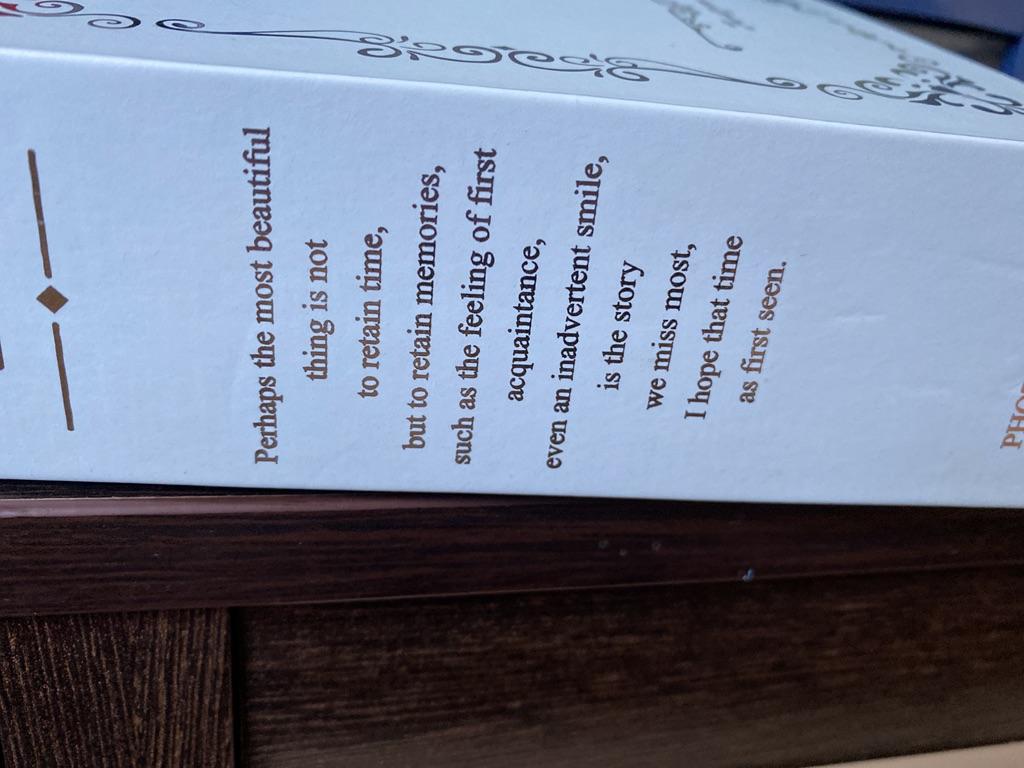 Perhaps the most beautiful
thing is not
to retain time,
but to retain memories,
such as the feeling of first
acquaintance,
even an inadvertent smile,
is the story
we miss most,
I hope that time
as first seen.